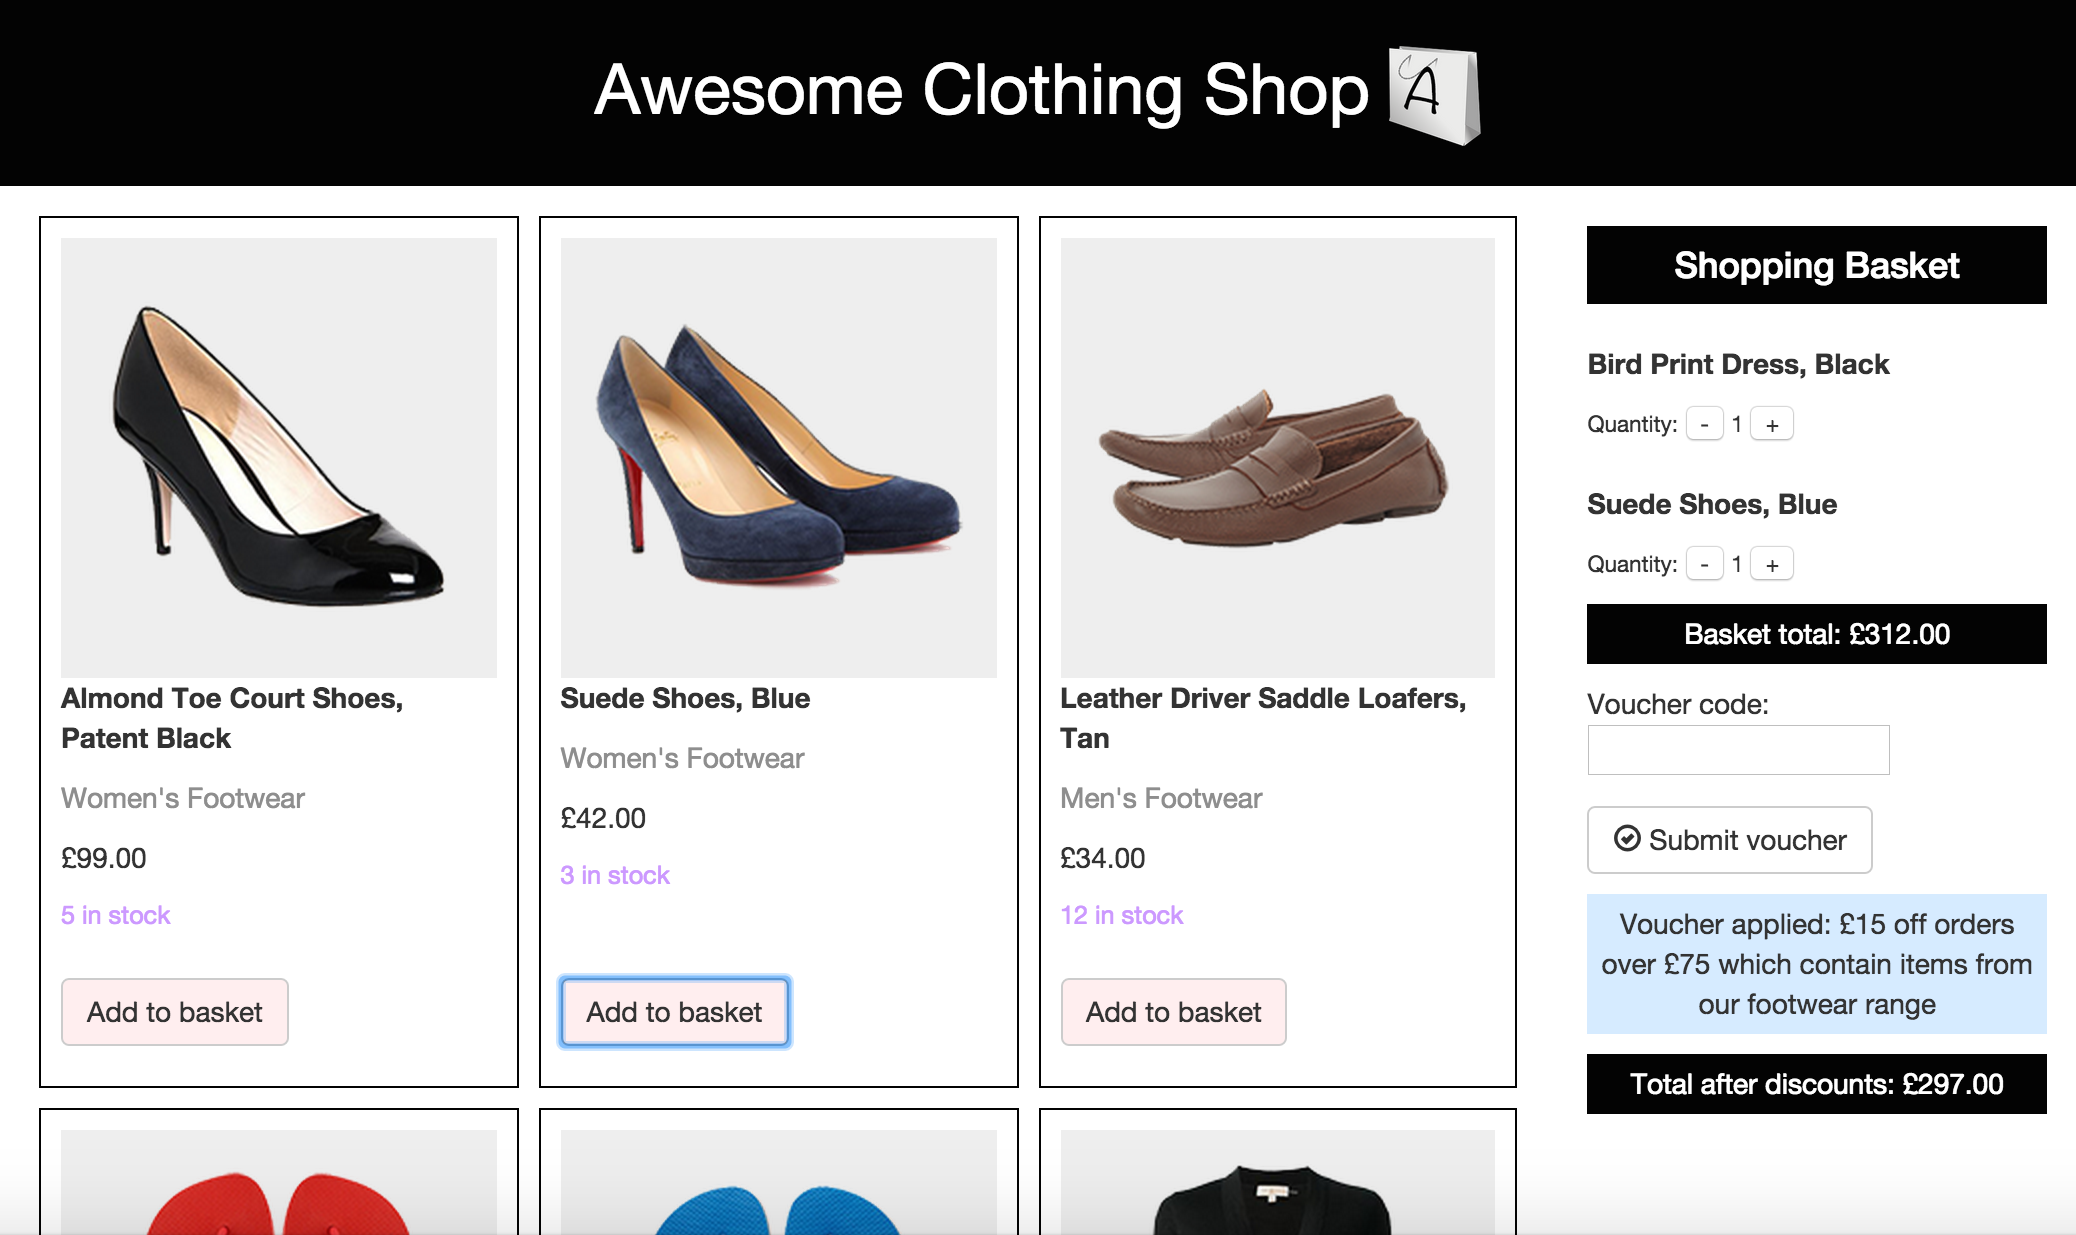 Awesome Clothing Shop
A
Almond Toe Court Shoes,
Patent Black
Women's Footwear
£99.00
5 in stock
Add to basket
Suede Shoes, Blue
Women's Footwear
£42.00
3 in stock
Add to basket
Leather Driver Saddle Loafers,
Tan
Men's Footwear
£34.00
12 in stock
Add to basket
Shopping Basket
Bird Print Dress, Black
Quantity: - 1 +
Suede Shoes, Blue
Quantity: - 1 +
Basket total: £312.00
Voucher code:
Submit voucher
Voucher applied: £15 off orders
over £75 which contain items from
our footwear range
Total after discounts: £297.00